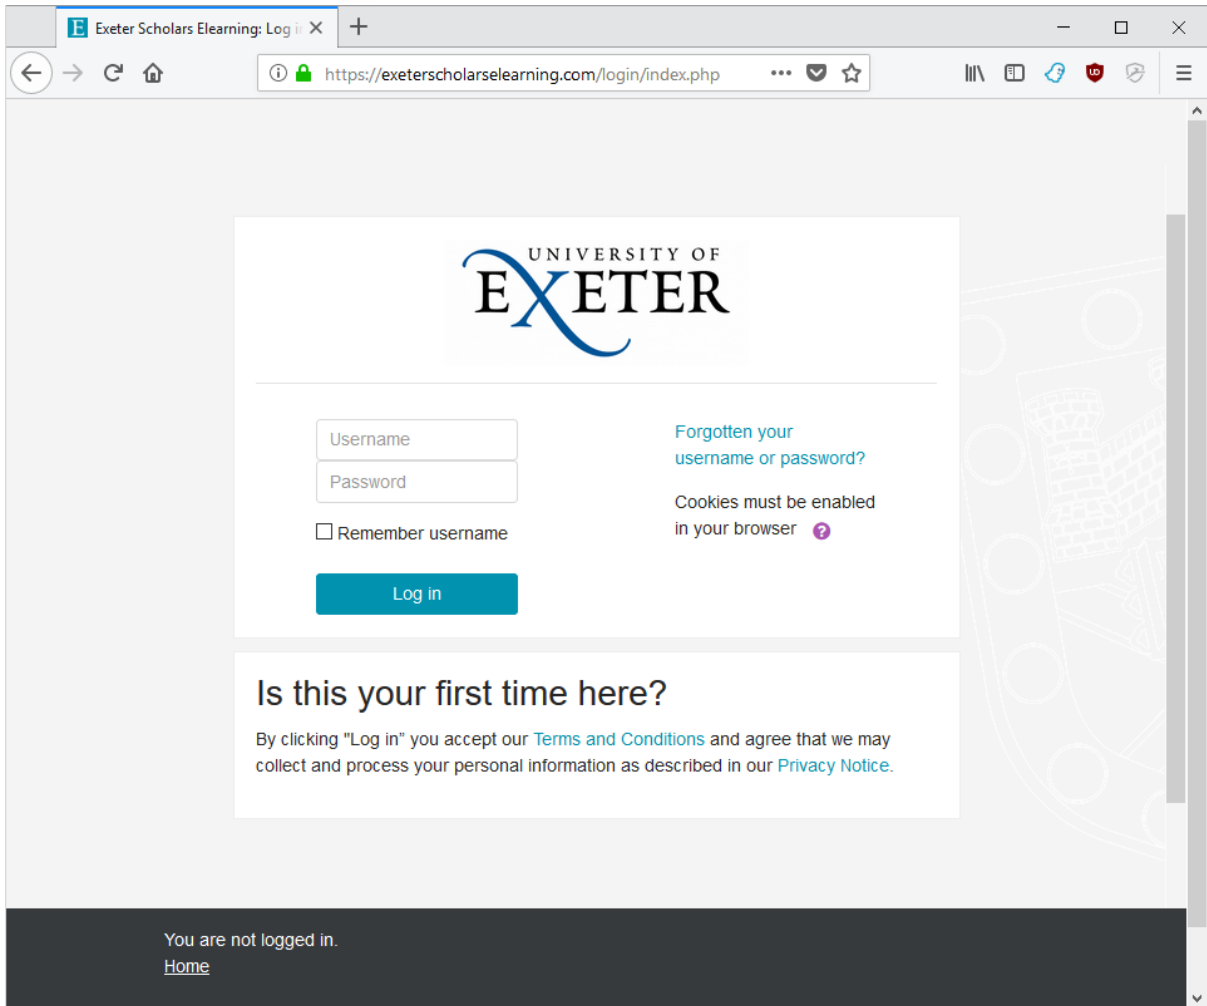 E Exeter Scholars Elearning: Log i
https://exeterscholarselearning.com/login/index.php
UNIVERSITY OF
EXETER
Username
Password
Remember username
Log in
Forgotten your
username or password?
Cookies must be enabled
in your browser ?
Is this your first time here?
By clicking "Log in” you accept our Terms and Conditions and agree that we may
collect and process your personal information as described in our Privacy Notice.
You are not logged in.
Home